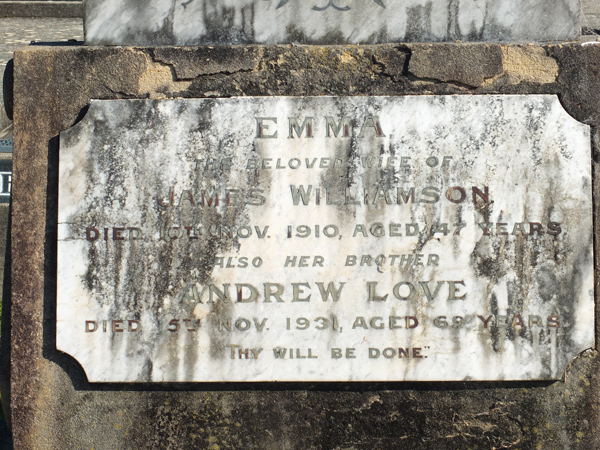 EMMA
THE BELOVED WIFE OF
JAMES WILLIAMSON
DIED 10TH NOV. 1910, AGED 47 YEARS.
ALSO HER BROTHER
ANDREW LOVE
DIED 5TH NOV. 1931, AGED 69 YEARS.
"THY WILL BE DONE."